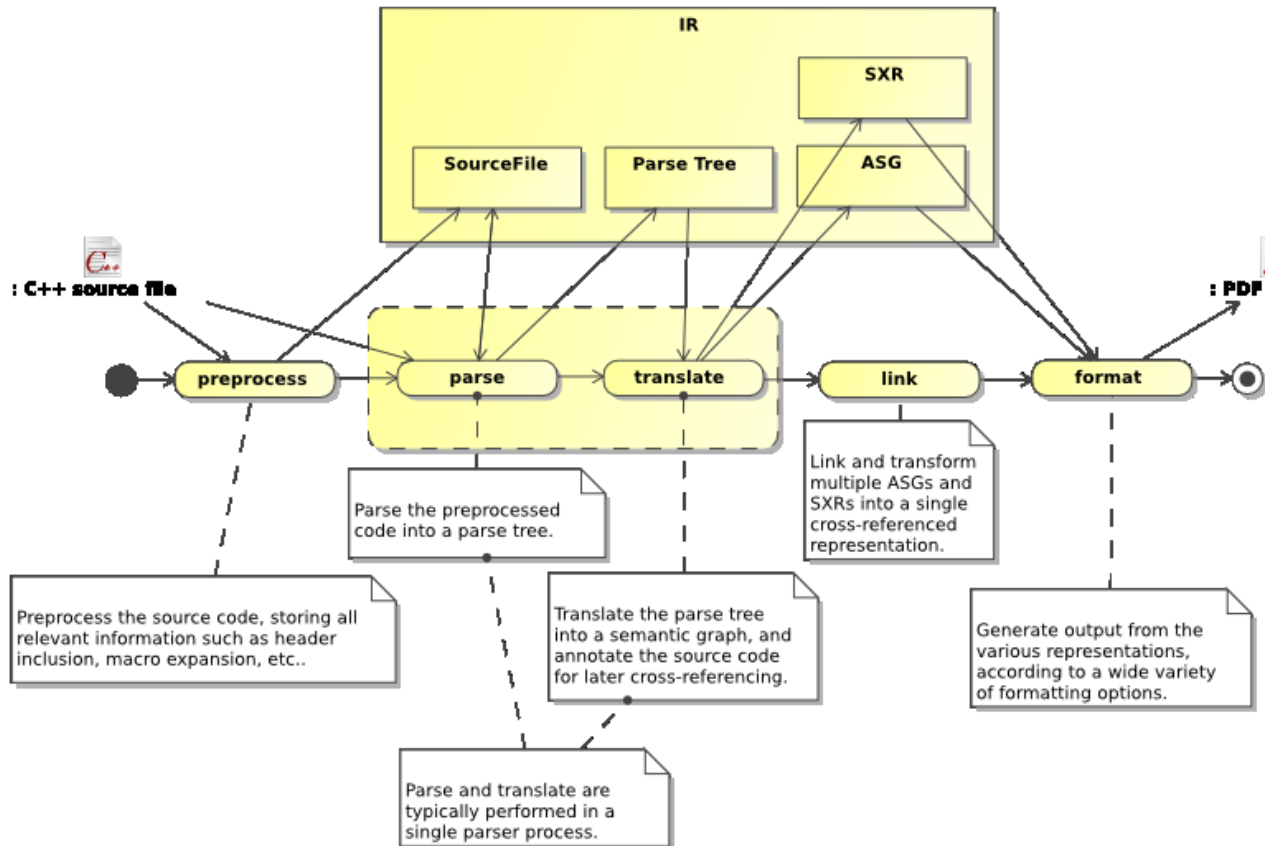 IR
SXR
SourceFile
Parse Tree
ASG
C++
: C++ source file
: PDF
preprocess
parse
translate
link
format
Link and transform
multiple ASGs and
SXRs into a single
cross-referenced
representation.
Parse the preprocessed
code into a parse tree.
Preprocess the source code, storing all
relevant information such as header
inclusion, macro expansion, etc..
Translate the parse tree
into a semantic graph, and
annotate the source code
for later cross-referencing.
Generate output from the
various representations,
according to a wide variety
of formatting options.
Parse and translate are
typically performed in a
single parser process.